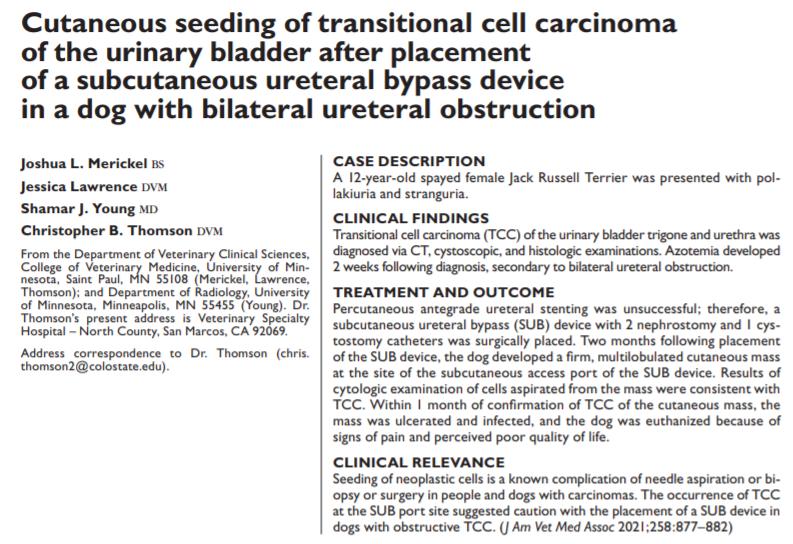 Cutaneous seeding of transitional cell carcinoma
of the urinary bladder after placement
of a subcutaneous ureteral bypass device
in a dog with bilateral ureteral obstruction
Joshua L. Merickel BS
Jessica Lawrence DVM
Shamar J. Young MD
Christopher B. Thomson DVM
From the Department of Veterinary Clinical Sciences,
College of Veterinary Medicine, University of Min-
nesota, Saint Paul, MN 55108 (Merickel, Lawrence,
Thomson); and Department of Radiology, University
of Minnesota, Minneapolis, MN 55455 (Young). Dr.
Thomson's present address is Veterinary Specialty
Hospital – North County, San Marcos, CA 92069.
Address correspondence to Dr. Thomson (chris.
thomson2@colostate.edu).
CASE DESCRIPTION
A 12-year-old spayed female Jack Russell Terrier was presented with pol-
lakiuria and stranguria.
CLINICAL FINDINGS
Transitional cell carcinoma (TCC) of the urinary bladder trigone and urethra was
diagnosed via CT, cystoscopic, and histologic examinations. Azotemia developed
2 weeks following diagnosis, secondary to bilateral ureteral obstruction.
TREATMENT AND OUTCOME
Percutaneous antegrade ureteral stenting was unsuccessful; therefore, a
subcutaneous ureteral bypass (SUB) device with 2 nephrostomy and 1 cys-
tostomy catheters was surgically placed. Two months following placement
of the SUB device, the dog developed a firm, multilobulated cutaneous mass
at the site of the subcutaneous access port of the SUB device. Results of
cytologic examination of cells aspirated from the mass were consistent with
TCC. Within 1 month of confirmation of TCC of the cutaneous mass, the
mass was ulcerated and infected, and the dog was euthanized because of
signs of pain and perceived poor quality of life.
CLINICAL RELEVANCE
Seeding of neoplastic cells is a known complication of needle aspiration or bi-
opsy or surgery in people and dogs with carcinomas. The occurrence of TCC
at the SUB port site suggested caution with the placement of a SUB device in
dogs with obstructive TCC. (J Am Vet Med Assoc 2021;258:877–882)